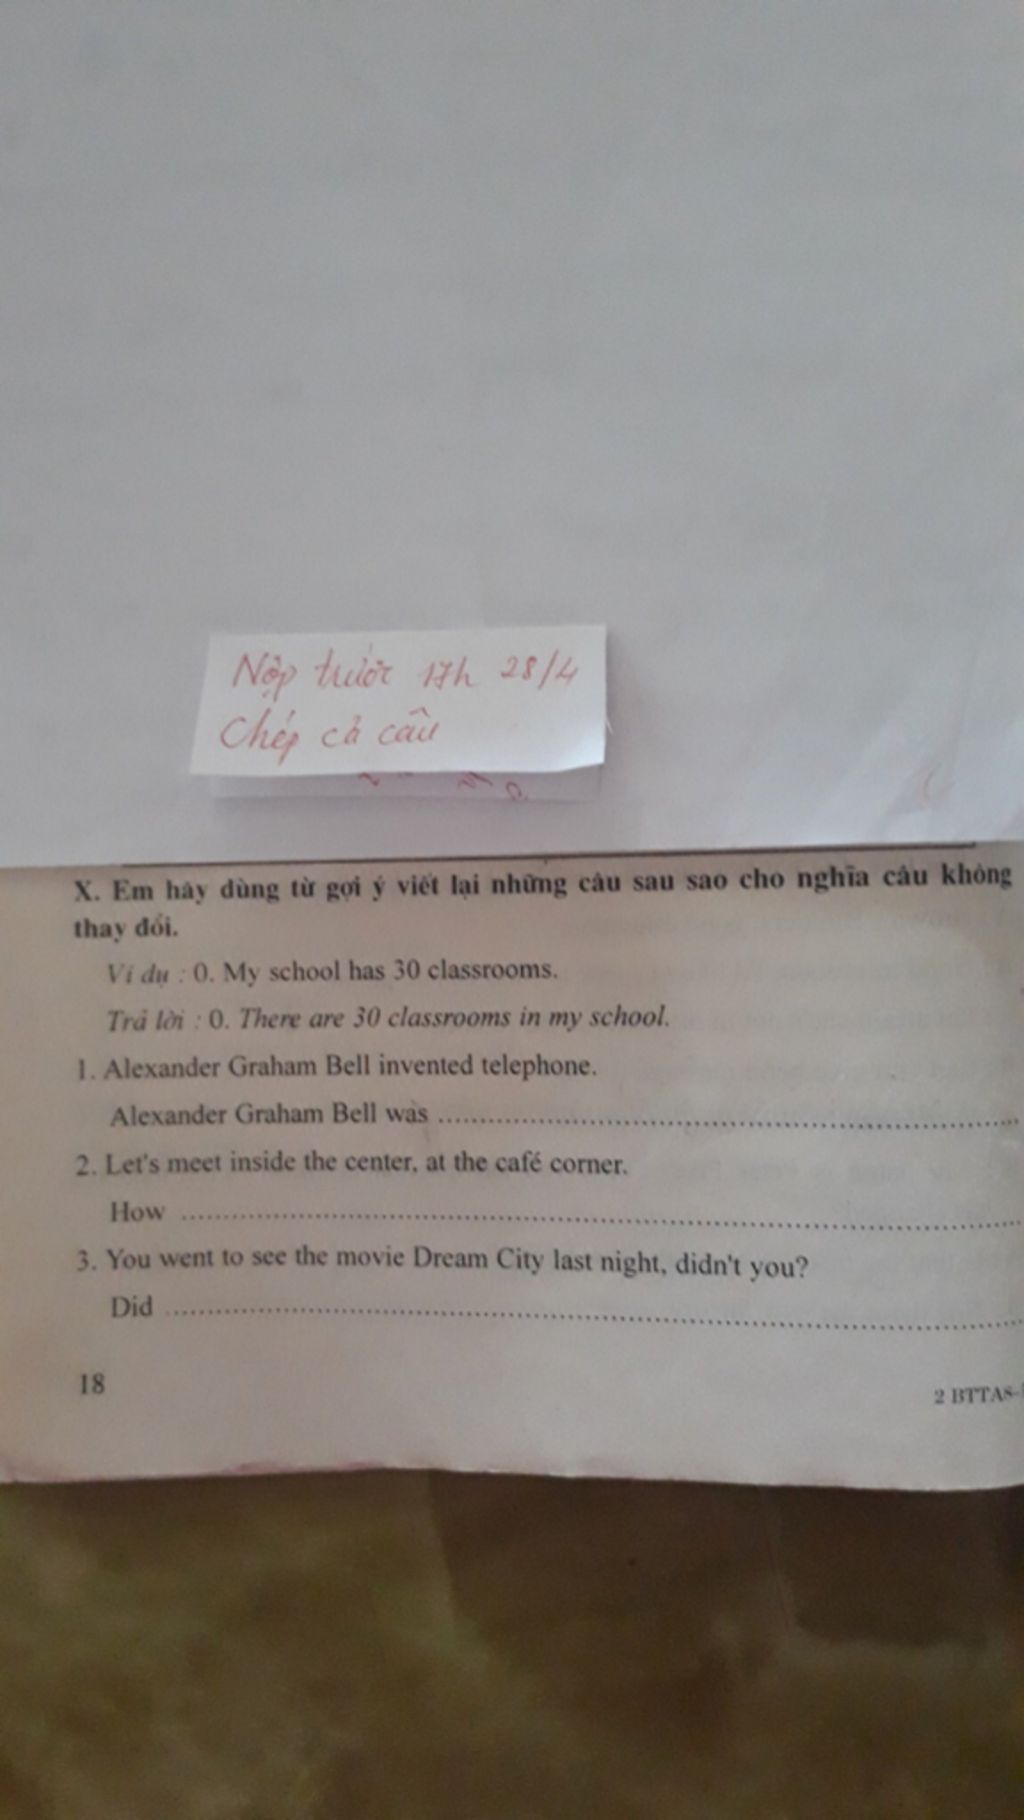 Nộp trước 17h 28/4
Chép cả câu
X. Em hãy dùng từ gợi ý viết lại những câu sau sao cho nghĩa câu không
thay đổi.
Ví dụ : 0. My school has 30 classrooms.
Trả lời : 0. There are 30 classrooms in my school.
1. Alexander Graham Bell invented telephone.
Alexander Graham Bell was ..........
2. Let's meet inside the center, at the café corner.
How ..........
3. You went to see the movie Dream City last night, didn't you?
Did ..........
18
2 BTTAS-